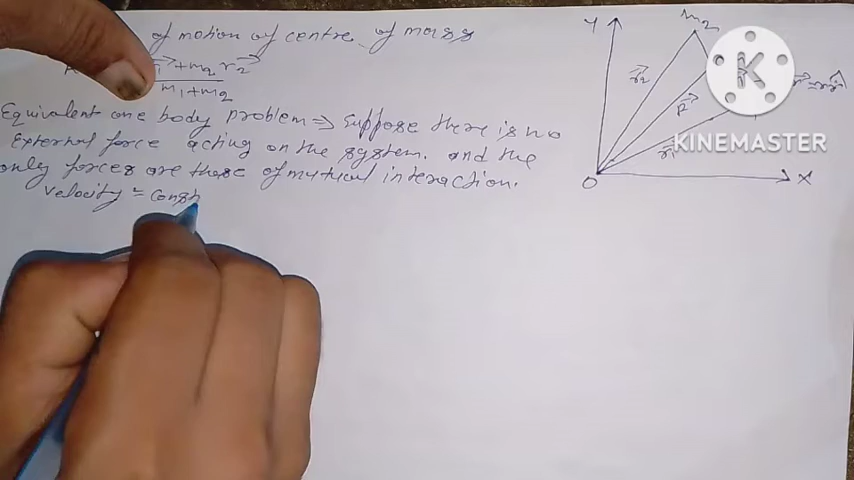 of motion of centre of mass
+m2 r2
m1+m2
Equivalent one body problem ⇒ Suppose there is no
External force acting on the system. and the
only forces are those of mutual interaction.
velocity = const
Y
m2
r2
R
r1
O
X
KINEMASTER